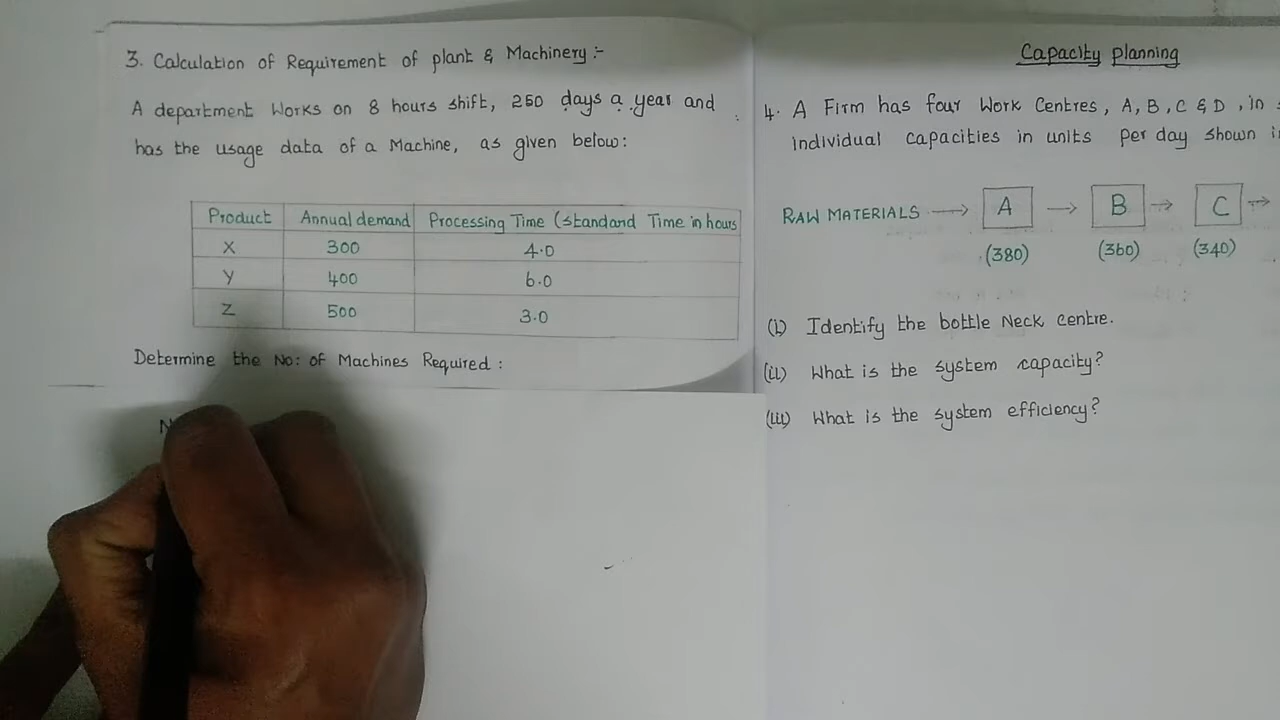 3. Calculation of Requirement of plant & Machinery :-
A department Works on 8 hours shift, 250 days a year and
has the usage data of a Machine, as given below:
Product Annual demand Processing Time (standard Time in hours
X 300 4.0
Y 400 6.0
Z 500 3.0
Determine the No: of Machines Required :
N
Capacity planning
4. A Firm has four Work Centres, A, B, C & D, in
individual capacities in units per day shown
RAW MATERIALS → A → B → C →
(380) (360) (340)
(i) Identify the bottle Neck centre.
(ii) What is the system capacity?
(iii) What is the system efficiency?